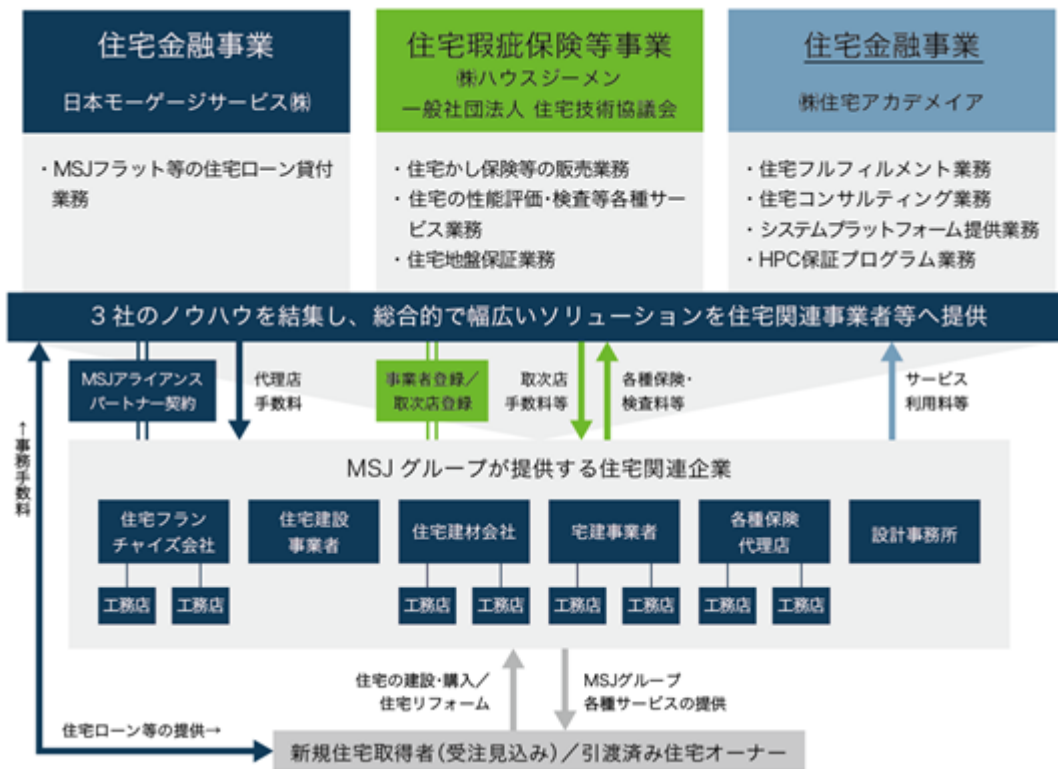 住宅金融事業
日本モーゲージサービス㈱
・MSJフラット等の住宅ローン貸付
業務
住宅瑕疵保険等事業
㈱ハウスジーメン
一般社団法人 住宅技術協議会
・住宅かし保険等の販売業務
・住宅の性能評価・検査等各種サー
ビス業務
・住宅地盤保証業務
住宅金融事業
㈱住宅アカデメイア
・住宅フルフィルメント業務
・住宅コンサルティング業務
・システムプラットフォーム提供業務
・HPC保証プログラム業務
3社のノウハウを結集し、総合的で幅広いソリューションを住宅関連事業者等へ提供
MSJアライアンス
パートナー契約
代理店
手数料
事業者登録／
取次店登録
取次店
手数料等
各種保険・
検査料等
サービス
利用料等
↑事務手数料
MSJグループが提供する住宅関連企業
住宅フラン
チャイズ会社
住宅建設
事業者
住宅建材会社
宅建事業者
各種保険
代理店
設計事務所
工務店
工務店
工務店
工務店
工務店
工務店
工務店
工務店
住宅の建設・購入／
住宅リフォーム
MSJグループ
各種サービスの提供
住宅ローン等の提供→
新規住宅取得者(受注見込み)／引渡済み住宅オーナー